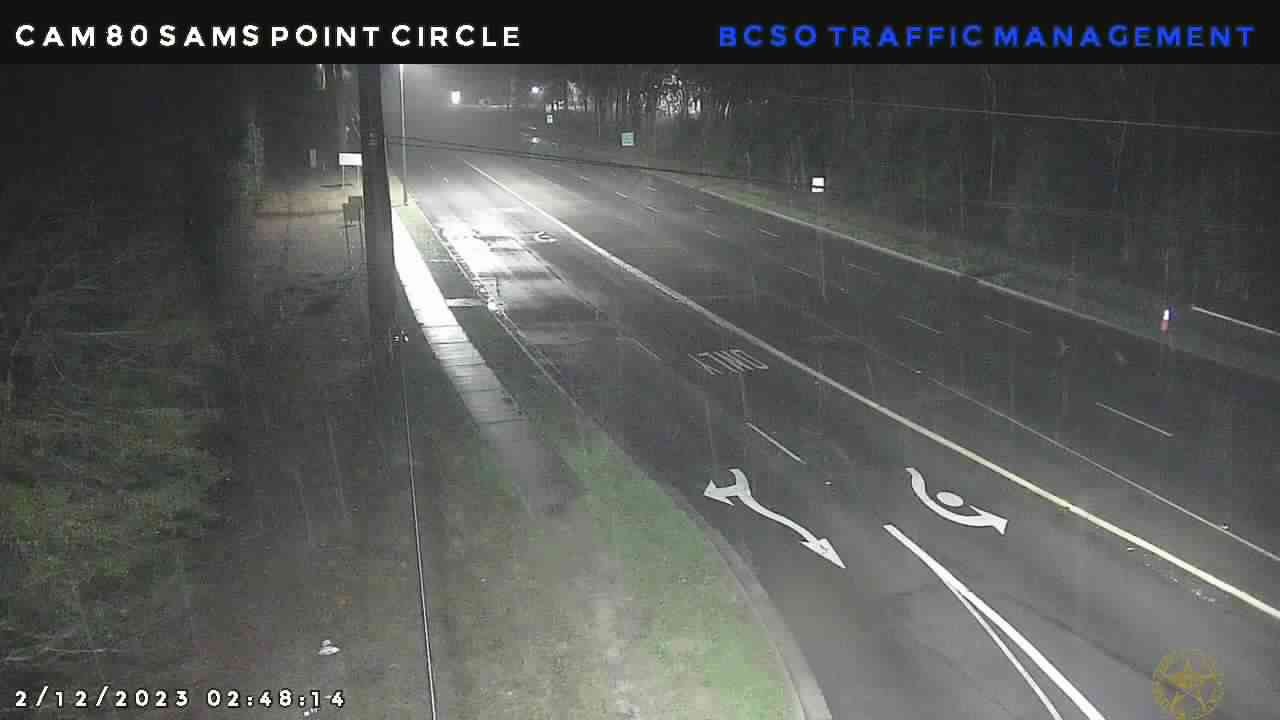 CAM 80 SAMS POINT CIRCLE
BCSO TRAFFIC MANAGEMENT
ONLY
2/12/2023 02:48:14